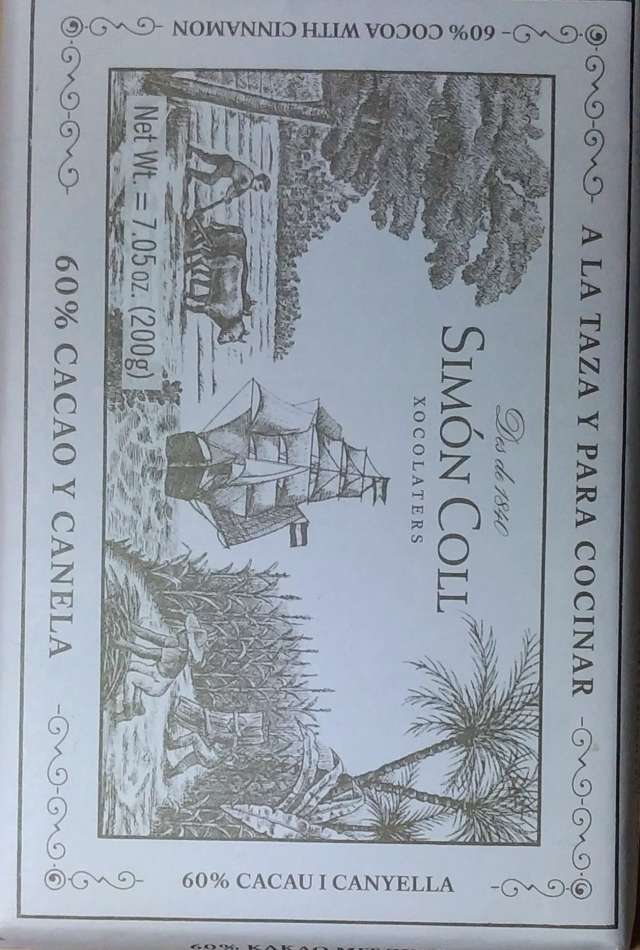 A LA TAZA Y PARA COCINAR
Des de 1840
SIMÓN COLL
XOCOLATERS
Net Wt. = 7.05 oz. (200g)
60% CACAO Y CANELA
60% COCOA WITH CINNAMON
60% CACAU I CANYELLA